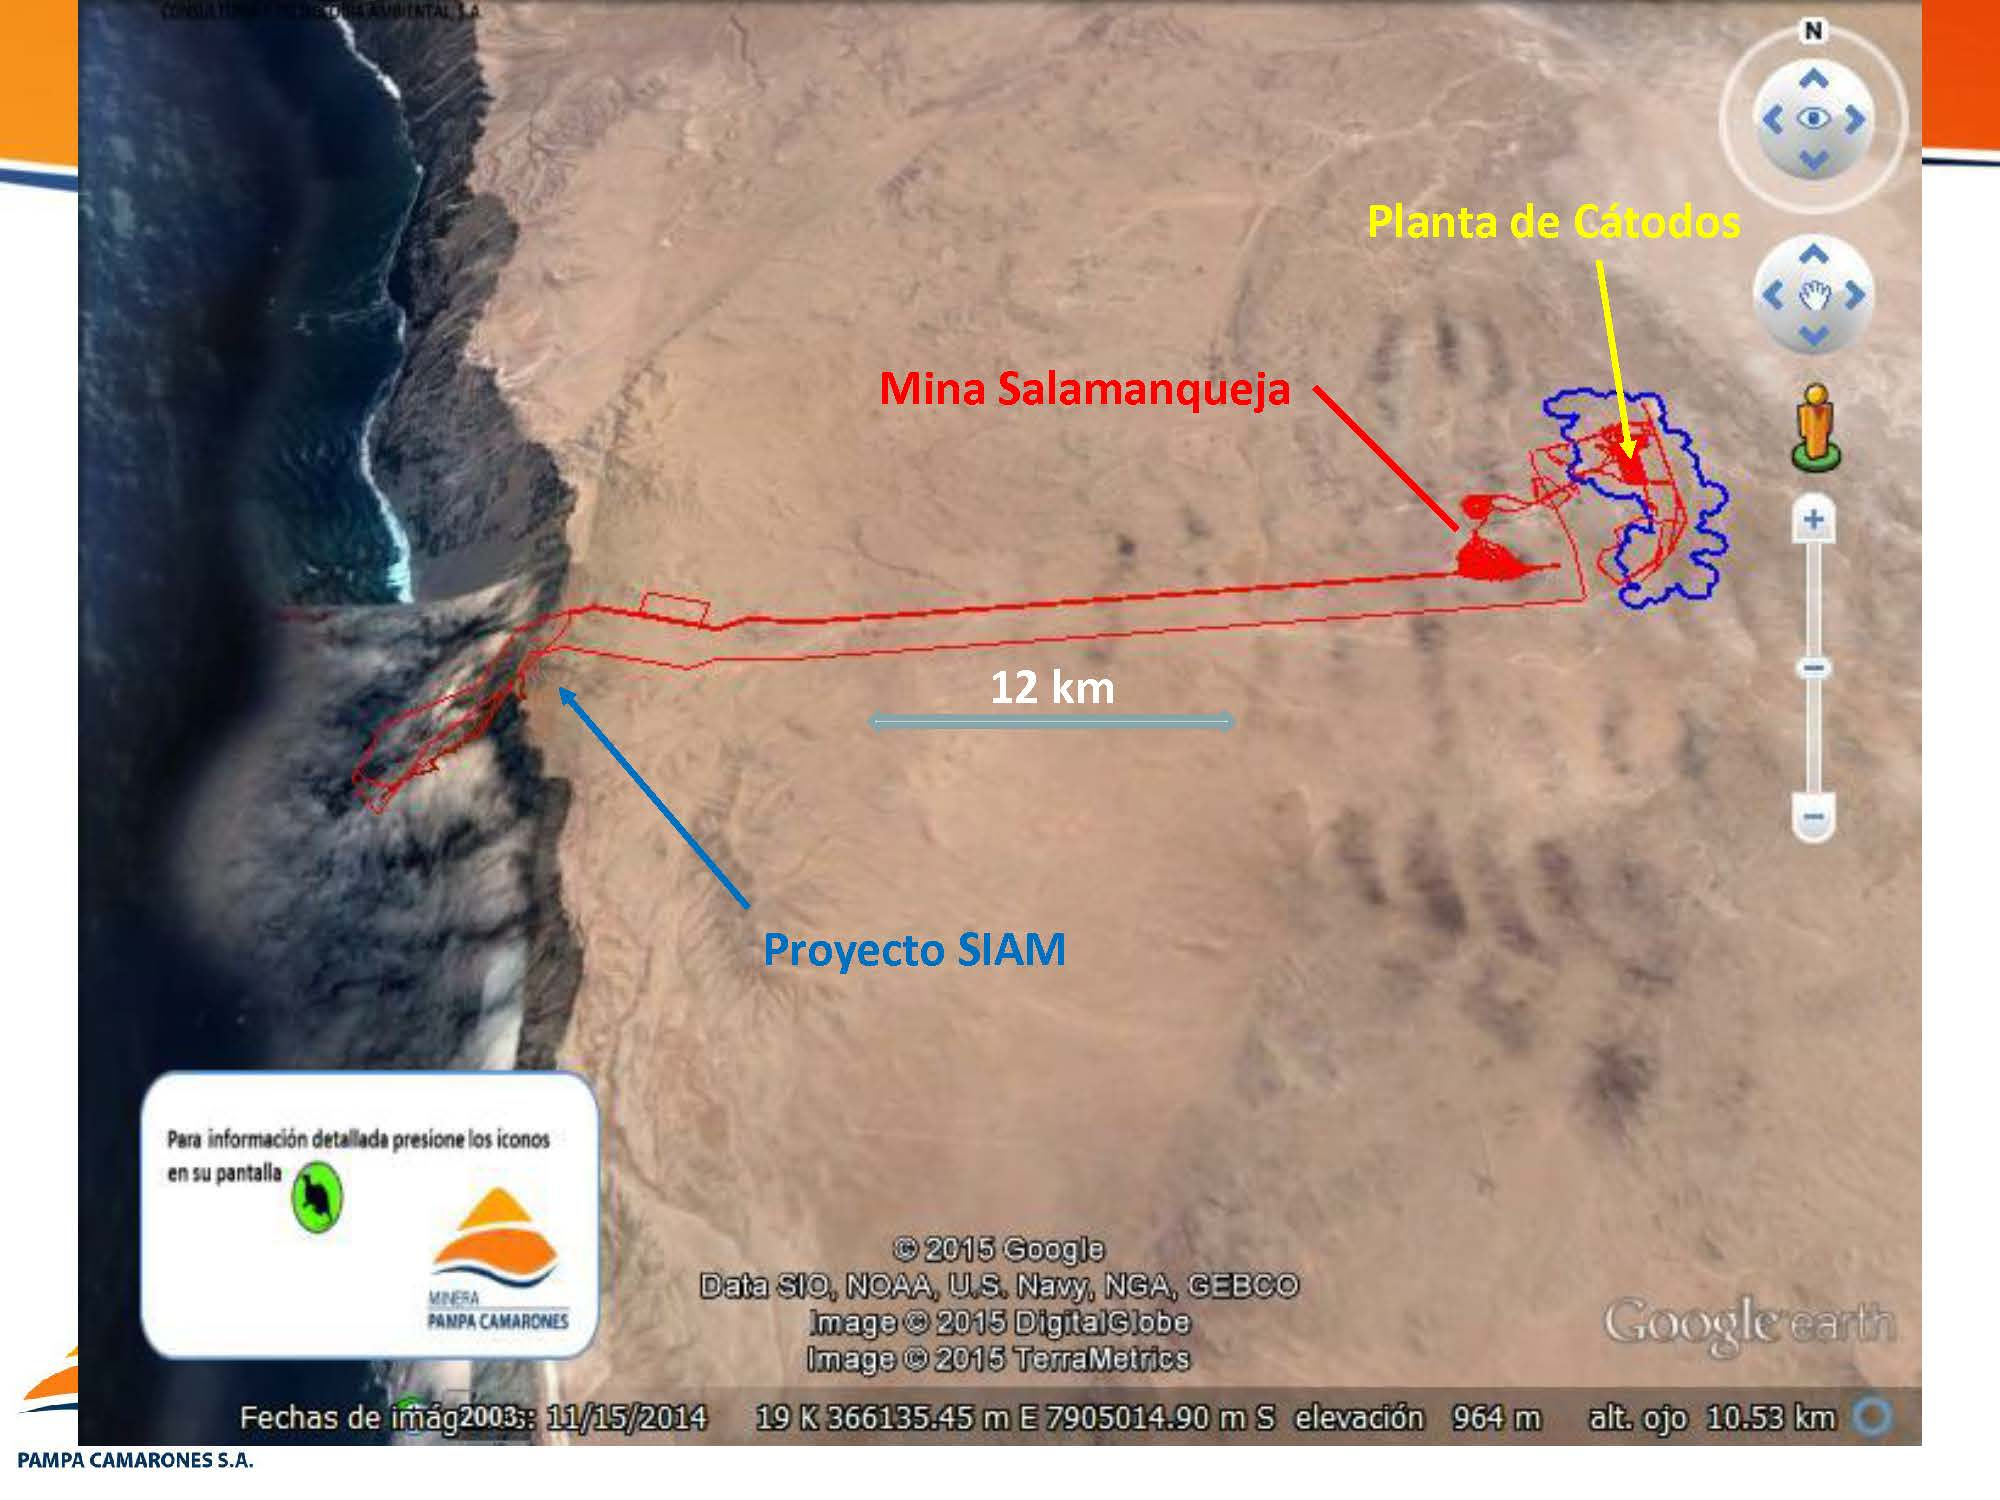 CONSULTORIA Y INGENIERIA AMBIENTAL S.A.
N
Planta de Cátodos
Mina Salamanqueja
12 km
Proyecto SIAM
Para información detallada presione los iconos
en su pantalla
MINERA
PAMPA CAMARONES
© 2015 Google
Data SIO, NOAA, U.S. Navy, NGA, GEBCO
Image © 2015 DigitalGlobe
Image © 2015 TerraMetrics
Google earth
Fechas de imág 2003 : 11/15/2014 19 K 366135.45 m E 7905014.90 m S elevación 964 m alt. ojo 10.53 km
PAMPA CAMARONES S.A.